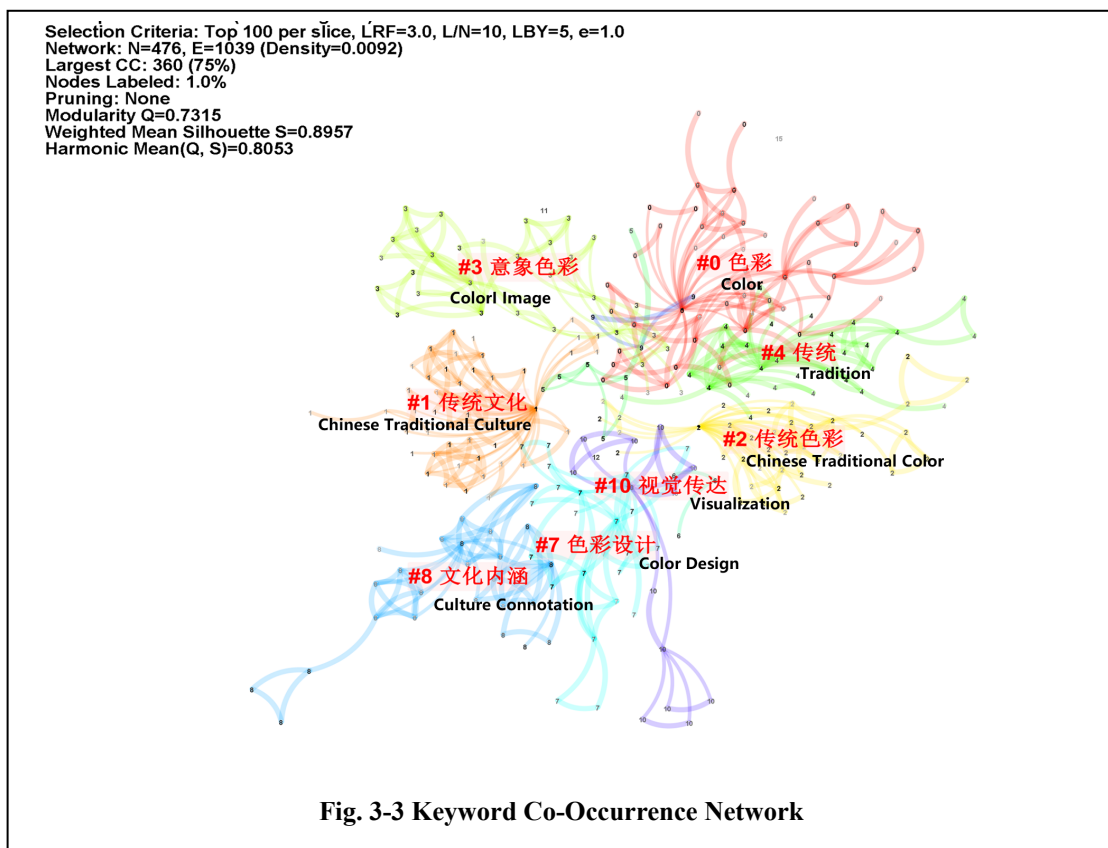 Selection Criteria: Top 100 per slice, LRF=3.0, L/N=10, LBY=5, e=1.0
Network: N=476, E=1039 (Density=0.0092)
Largest CC: 360 (75%)
Nodes Labeled: 1.0%
Pruning: None
Modularity Q=0.7315
Weighted Mean Silhouette S=0.8957
Harmonic Mean(Q, S)=0.8053
#3 意象色彩
Colorl Image
#0 色彩
Color
#4 传统
Tradition
#1 传统文化
Chinese Traditional Culture
#2 传统色彩
Chinese Traditional Color
#10 视觉传达
Visualization
#7 色彩设计
Color Design
#8 文化内涵
Culture Connotation
Fig. 3-3 Keyword Co-Occurrence Network